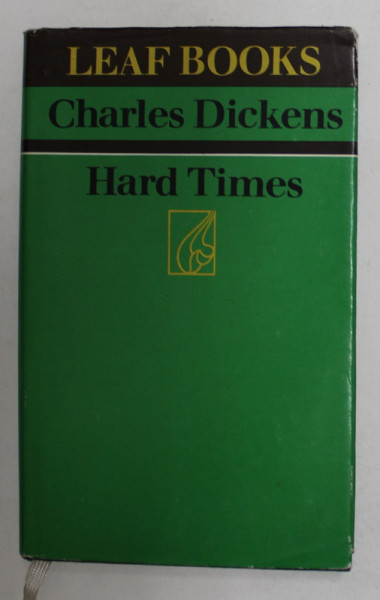 LEAF BOOKS
Charles Dickens
Hard Times